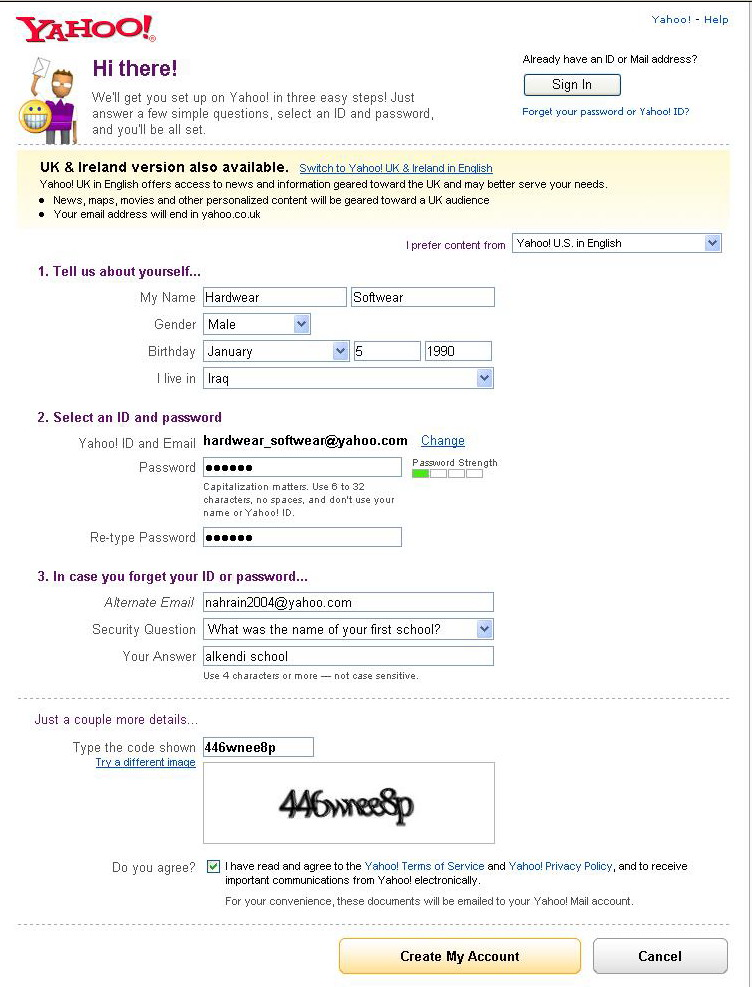 YAHOO!
Yahoo! - Help
Hi there!
We'll get you set up on Yahoo! in three easy steps! Just
answer a few simple questions, select an ID and password,
and you'll be all set.
Already have an ID or Mail address?
Sign In
Forget your password or Yahoo! ID?
UK & Ireland version also available. Switch to Yahoo! UK & Ireland in English
Yahoo! UK in English offers access to news and information geared toward the UK and may better serve your needs.
• News, maps, movies and other personalized content will be geared toward a UK audience
• Your email address will end in yahoo.co.uk
I prefer content from Yahoo! U.S. in English
1. Tell us about yourself...
My Name Hardwear Softwear
Gender Male
Birthday January 5 1990
I live in Iraq
2. Select an ID and password
Yahoo! ID and Email hardwear_softwear@yahoo.com Change
Password ●●●●●● Password Strength
Capitalization matters. Use 6 to 32
characters, no spaces, and don't use your
name or Yahoo! ID.
Re-type Password ●●●●●●
3. In case you forget your ID or password...
Alternate Email nahrain2004@yahoo.com
Security Question What was the name of your first school?
Your Answer alkendi school
Use 4 characters or more — not case sensitive.
Just a couple more details...
Type the code shown 446wnee8p
Try a different image
446wnee8p
Do you agree? I have read and agree to the Yahoo! Terms of Service and Yahoo! Privacy Policy, and to receive
important communications from Yahoo! electronically.
For your convenience, these documents will be emailed to your Yahoo! Mail account.
Create My Account Cancel